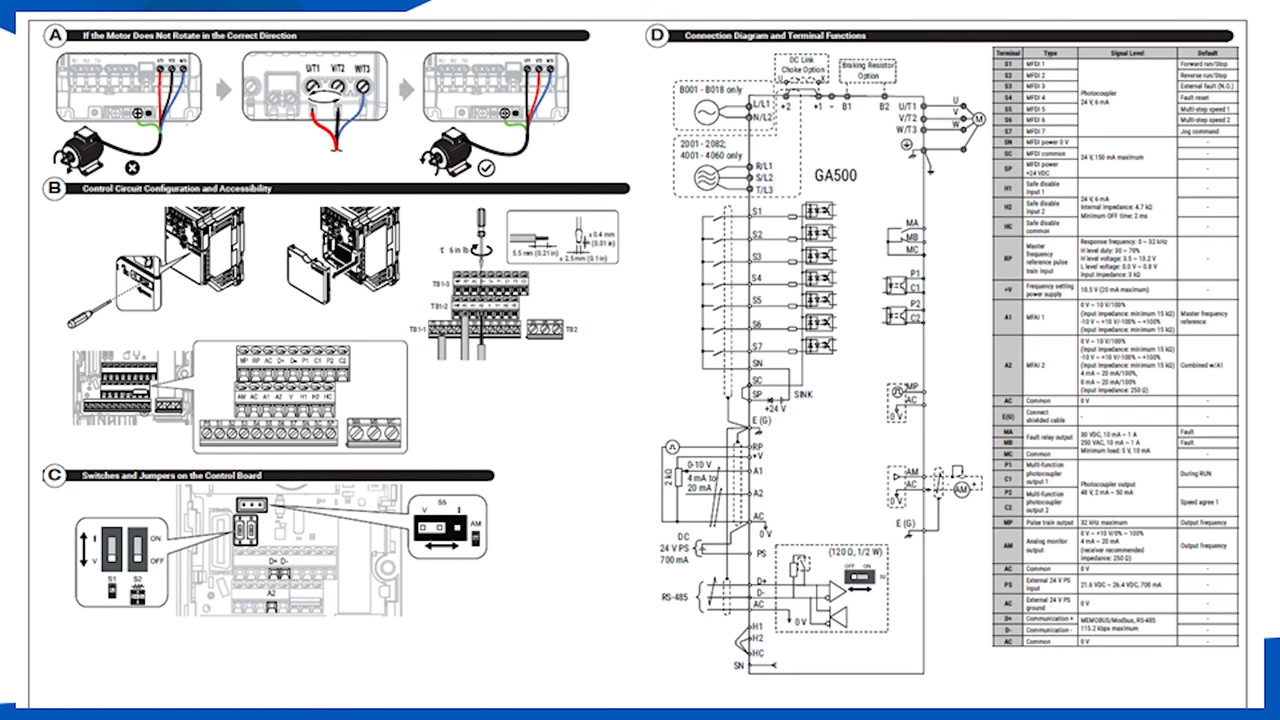 A If the Motor Does Not Rotate in the Correct Direction
U/T1 V/T2 W/T3
U/T1 V/T2 W/T3
U/T1 V/T2 W/T3
B Control Circuit Configuration and Accessibility
6 in lb
5.5 mm (0.21 in)
≤ 0.4 mm
(0.01 in)
≤ 2.5 mm (0.1 in)
TB1-3
TB1-2
TB1-1
TB2
MP RP AC D+ D- P1 C1 P2 C2
AM AC A1 A2 V H1 H2 HC
C Switches and Jumpers on the Control Board
I
V
ON
OFF
S1 S2
D+ D-
A2
S5
V I
AM
D Connection Diagram and Terminal Functions
DC Link
Choke Option
Braking Resistor
Option
B001 - B018 only
L/L1
N/L2
+2 +1 − B1 B2
U/T1
V/T2
W/T3
U
V
W
M
2001 - 2082;
4001 - 4060 only
R/L1
S/L2
T/L3
GA500
S1
S2
S3
S4
S5
S6
S7
SN
SC
SP
SINK
+24 V
E (G)
MA
MB
MC
P1
C1
P2
C2
MP
AC
0 V
RP
+V
A1
A2
AC
0 V
2 kΩ
0-10 V
4 mA to
20 mA
AM
AC
0 V
AM
E (G)
DC
24 V PS
700 mA
PS
RS-485
D+
D-
AC
0 V
(120 Ω, 1/2 W)
OFF ON
S2
H1
H2
HC
SN
Terminal Type Signal Level Default
S1 MFDI 1 Forward run/Stop
S2 MFDI 2 Reverse run/Stop
S3 MFDI 3 External fault (N.O.)
S4 MFDI 4 Fault reset
S5 MFDI 5 Multi-step speed 1
S6 MFDI 6 Multi-step speed 2
S7 MFDI 7 Jog command
Photocoupler
24 V, 6 mA
SN MFDI power 0 V -
SC MFDI common -
SP MFDI power
+24 VDC -
24 V, 150 mA maximum
H1 Safe disable
input 1 -
H2 Safe disable
input 2 -
HC Safe disable
common -
24 V, 6 mA
Internal impedance: 4.7 kΩ
Minimum OFF time: 2 ms
RP Master
frequency
reference pulse
train input
Response frequency: 0 ~ 32 kHz
H level duty: 30 ~ 70%
H level voltage: 3.5 ~ 13.2 V
L level voltage: 0.0 V ~ 0.8 V
Input impedance: 3 kΩ
-
+V Frequency setting
power supply 10.5 V (20 mA maximum) -
A1 MFAI 1
0 V ~ 10 V/100%
(input impedance: minimum 15 kΩ)
-10 V ~ +10 V/-100% ~ +100%
(input impedance: minimum 15 kΩ)
Master frequency
reference
A2 MFAI 2
0 V ~ 10 V/100%
(input impedance: minimum 15 kΩ)
-10 V ~ +10 V/-100% ~ +100%
(input impedance: minimum 15 kΩ)
4 mA ~ 20 mA/100%,
0 mA ~ 20 mA/100%
(input impedance: 250 Ω)
Combined w/A1
AC Common 0 V -
E(G) Connect
shielded cable - -
MA Fault
MB Fault relay output Fault
MC Common -
30 VDC, 10 mA ~ 1 A
250 VAC, 10 mA ~ 1 A
Minimum load: 5 V, 10 mA
P1
C1
Multi-function
photocoupler
output 1
During RUN
P2
C2
Multi-function
photocoupler
output 2
Speed agree 1
Photocoupler output
48 V, 2 mA ~ 50 mA
MP Pulse train output 32 kHz maximum Output frequency
AM Analog monitor
output
0 V ~ +10 V/0% ~ 100%
4 mA ~ 20 mA
(receiver recommended
impedance: 250 Ω)
Output frequency
AC Common 0 V -
PS External 24 V PS
input 21.6 VDC ~ 26.4 VDC, 700 mA -
AC External 24 V PS
ground 0 V -
D+ Communication + -
D- Communication - -
MEMOBUS/Modbus, RS-485
115.2 kbps maximum
AC Common 0 V -